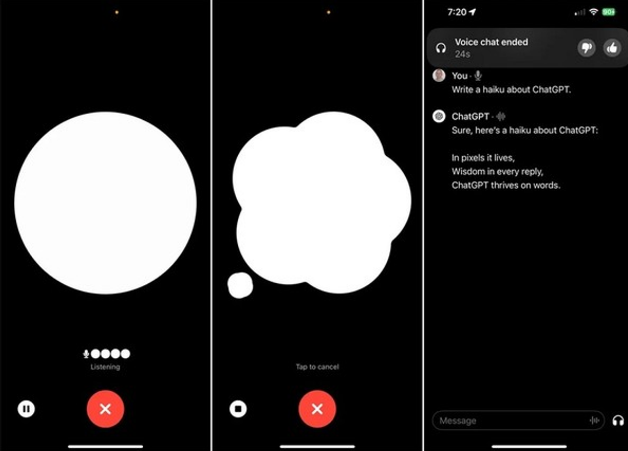 Listening
Tap to cancel
7:20
90+
Voice chat ended
24s
You ·
Write a haiku about ChatGPT.
ChatGPT ·
Sure, here's a haiku about ChatGPT:
In pixels it lives,
Wisdom in every reply,
ChatGPT thrives on words.
Message